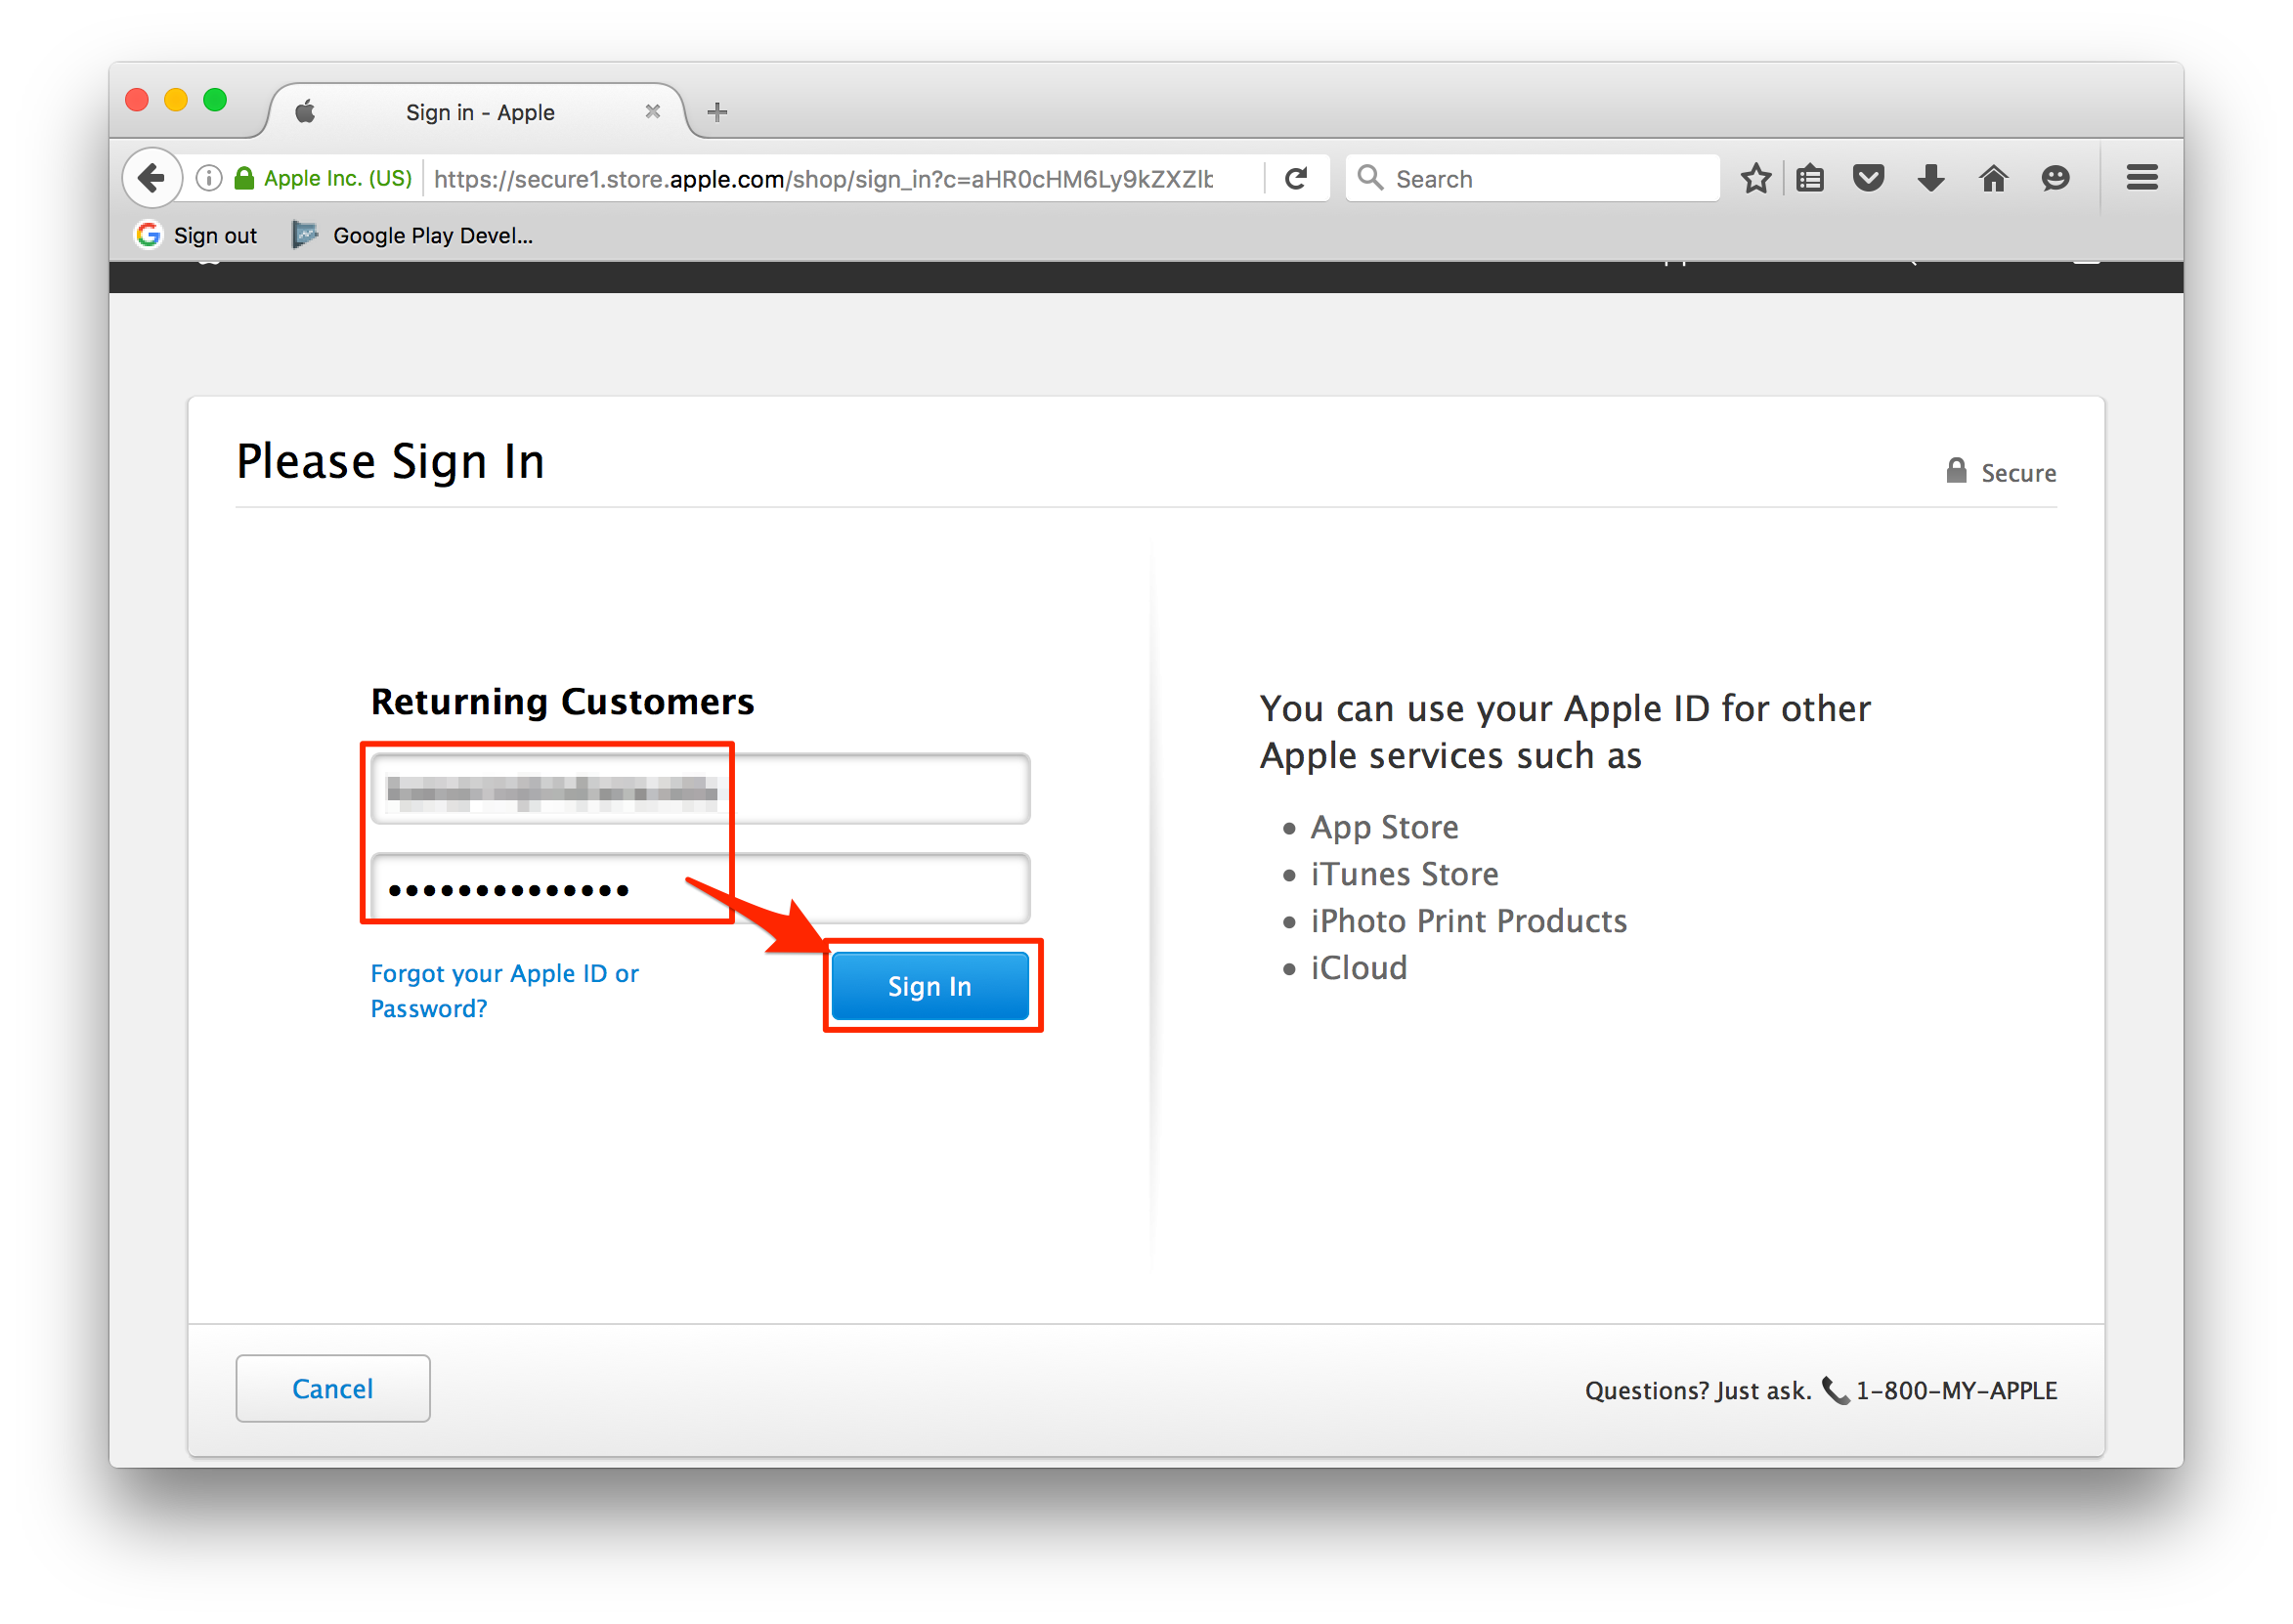 Sign in - Apple
Apple Inc. (US) https://secure1.store.apple.com/shop/sign_in?c=aHR0cHM6Ly9kZXZlb Search
Sign out Google Play Devel...
Please Sign In
Secure
Returning Customers
Forgot your Apple ID or
Password?
Sign In
You can use your Apple ID for other
Apple services such as
App Store
iTunes Store
iPhoto Print Products
iCloud
Cancel
Questions? Just ask. 1-800-MY-APPLE